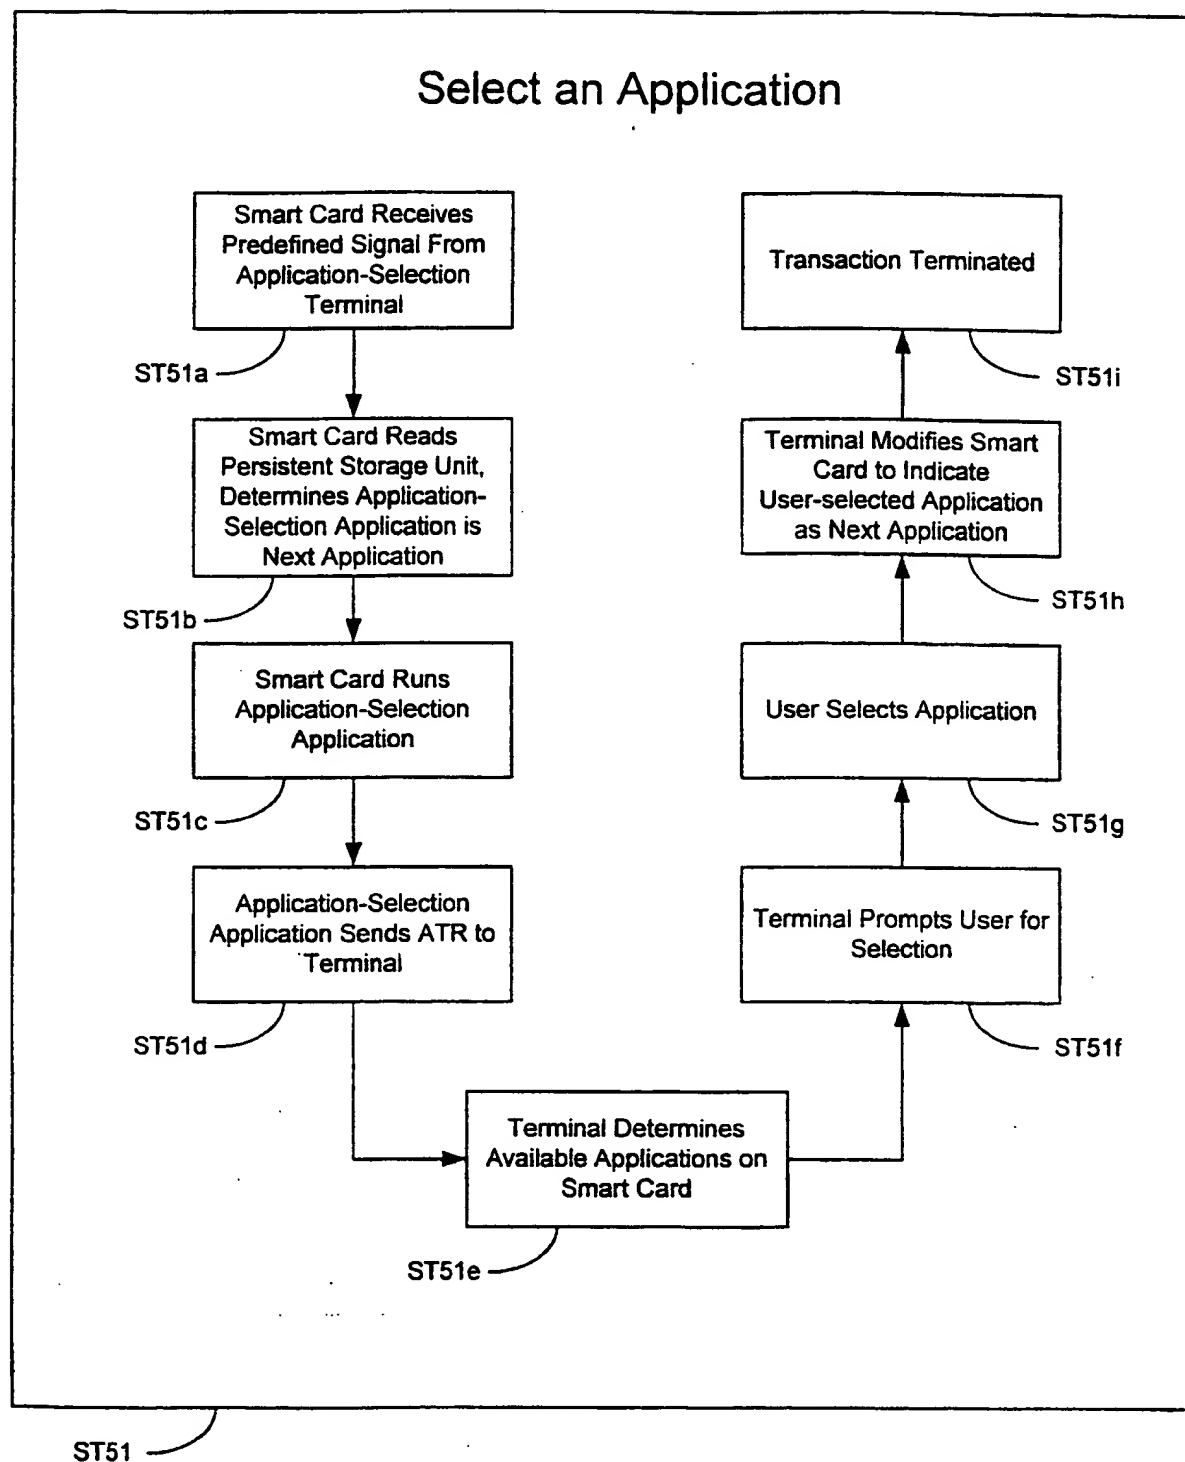 Select an Application
Smart Card Receives
Predefined Signal From
Application-Selection
Terminal
ST51a
Smart Card Reads
Persistent Storage Unit,
Determines Application-
Selection Application is
Next Application
ST51b
Smart Card Runs
Application-Selection
Application
ST51c
Application-Selection
Application Sends ATR to
Terminal
ST51d
Terminal Determines
Available Applications on
Smart Card
ST51e
Terminal Prompts User for
Selection
ST51f
User Selects Application
ST51g
Terminal Modifies Smart
Card to Indicate
User-selected Application
as Next Application
ST51h
Transaction Terminated
ST51i
ST51